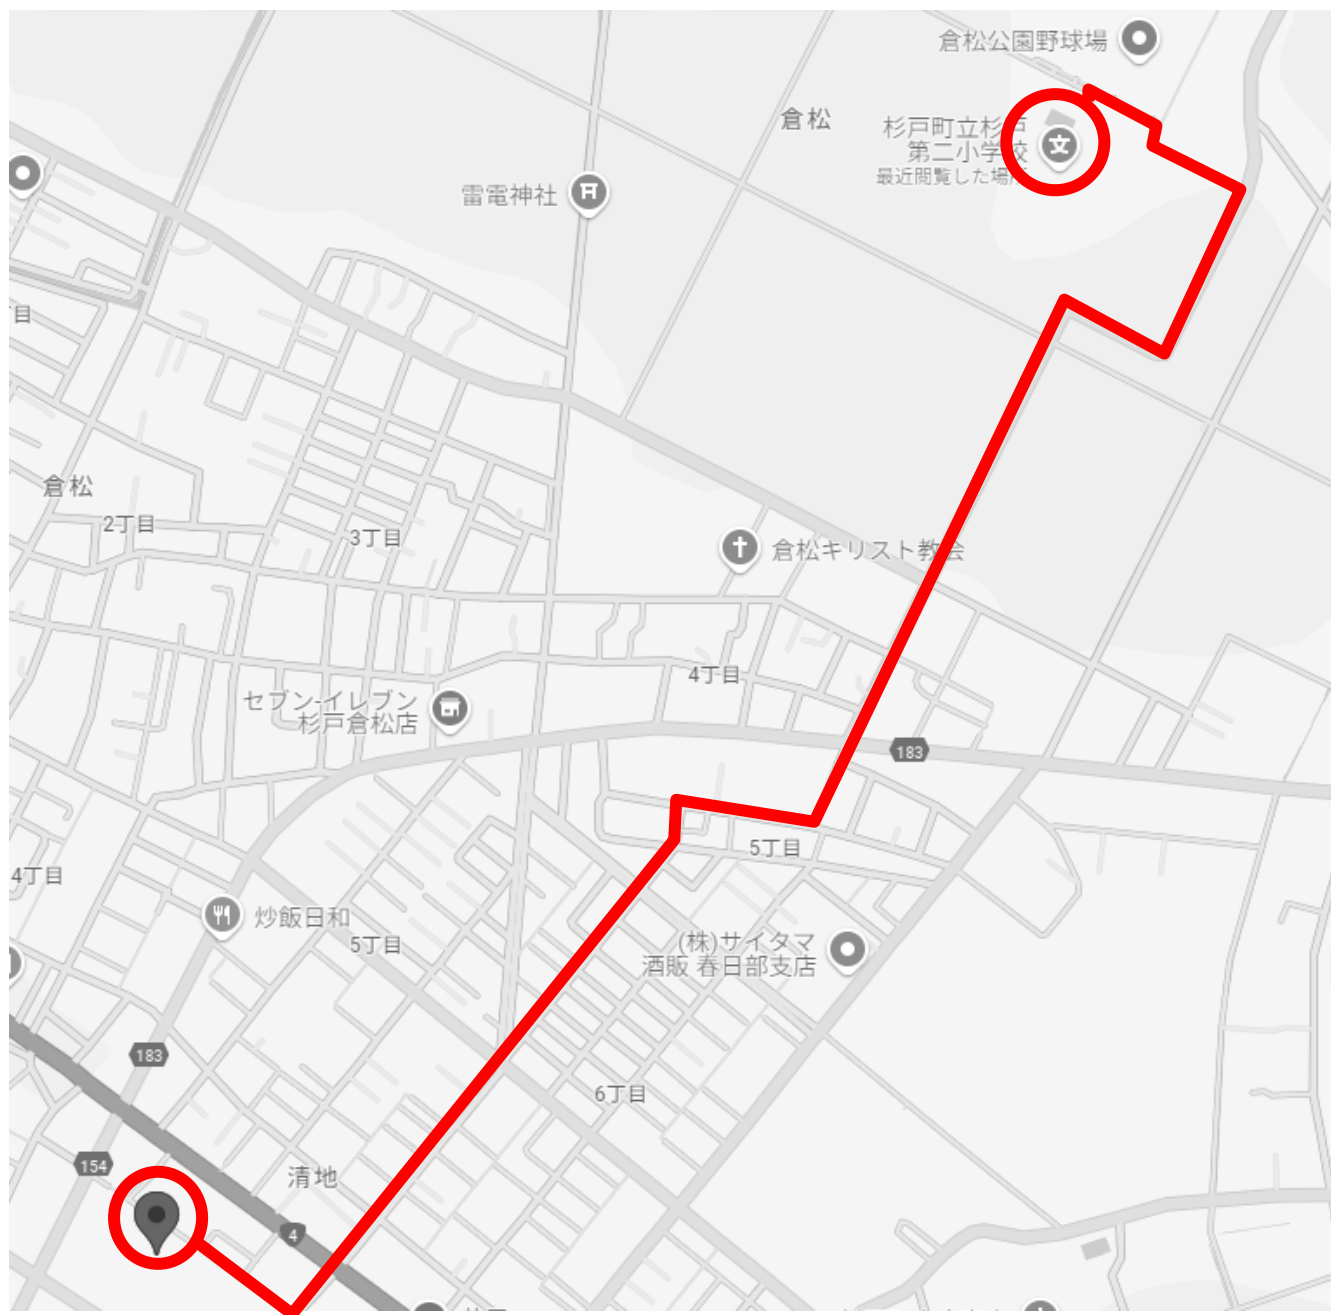 倉松公園野球場
倉松
杉戸町立杉戸
第二小学校
最近閲覧した場所
雷電神社
丁目
倉松
2丁目
3丁目
倉松キリスト教会
4丁目
セブン-イレブン
杉戸倉松店
183
5丁目
4丁目
炒飯日和
5丁目
(株)サイタマ
酒販 春日部支店
183
6丁目
154
清地
4